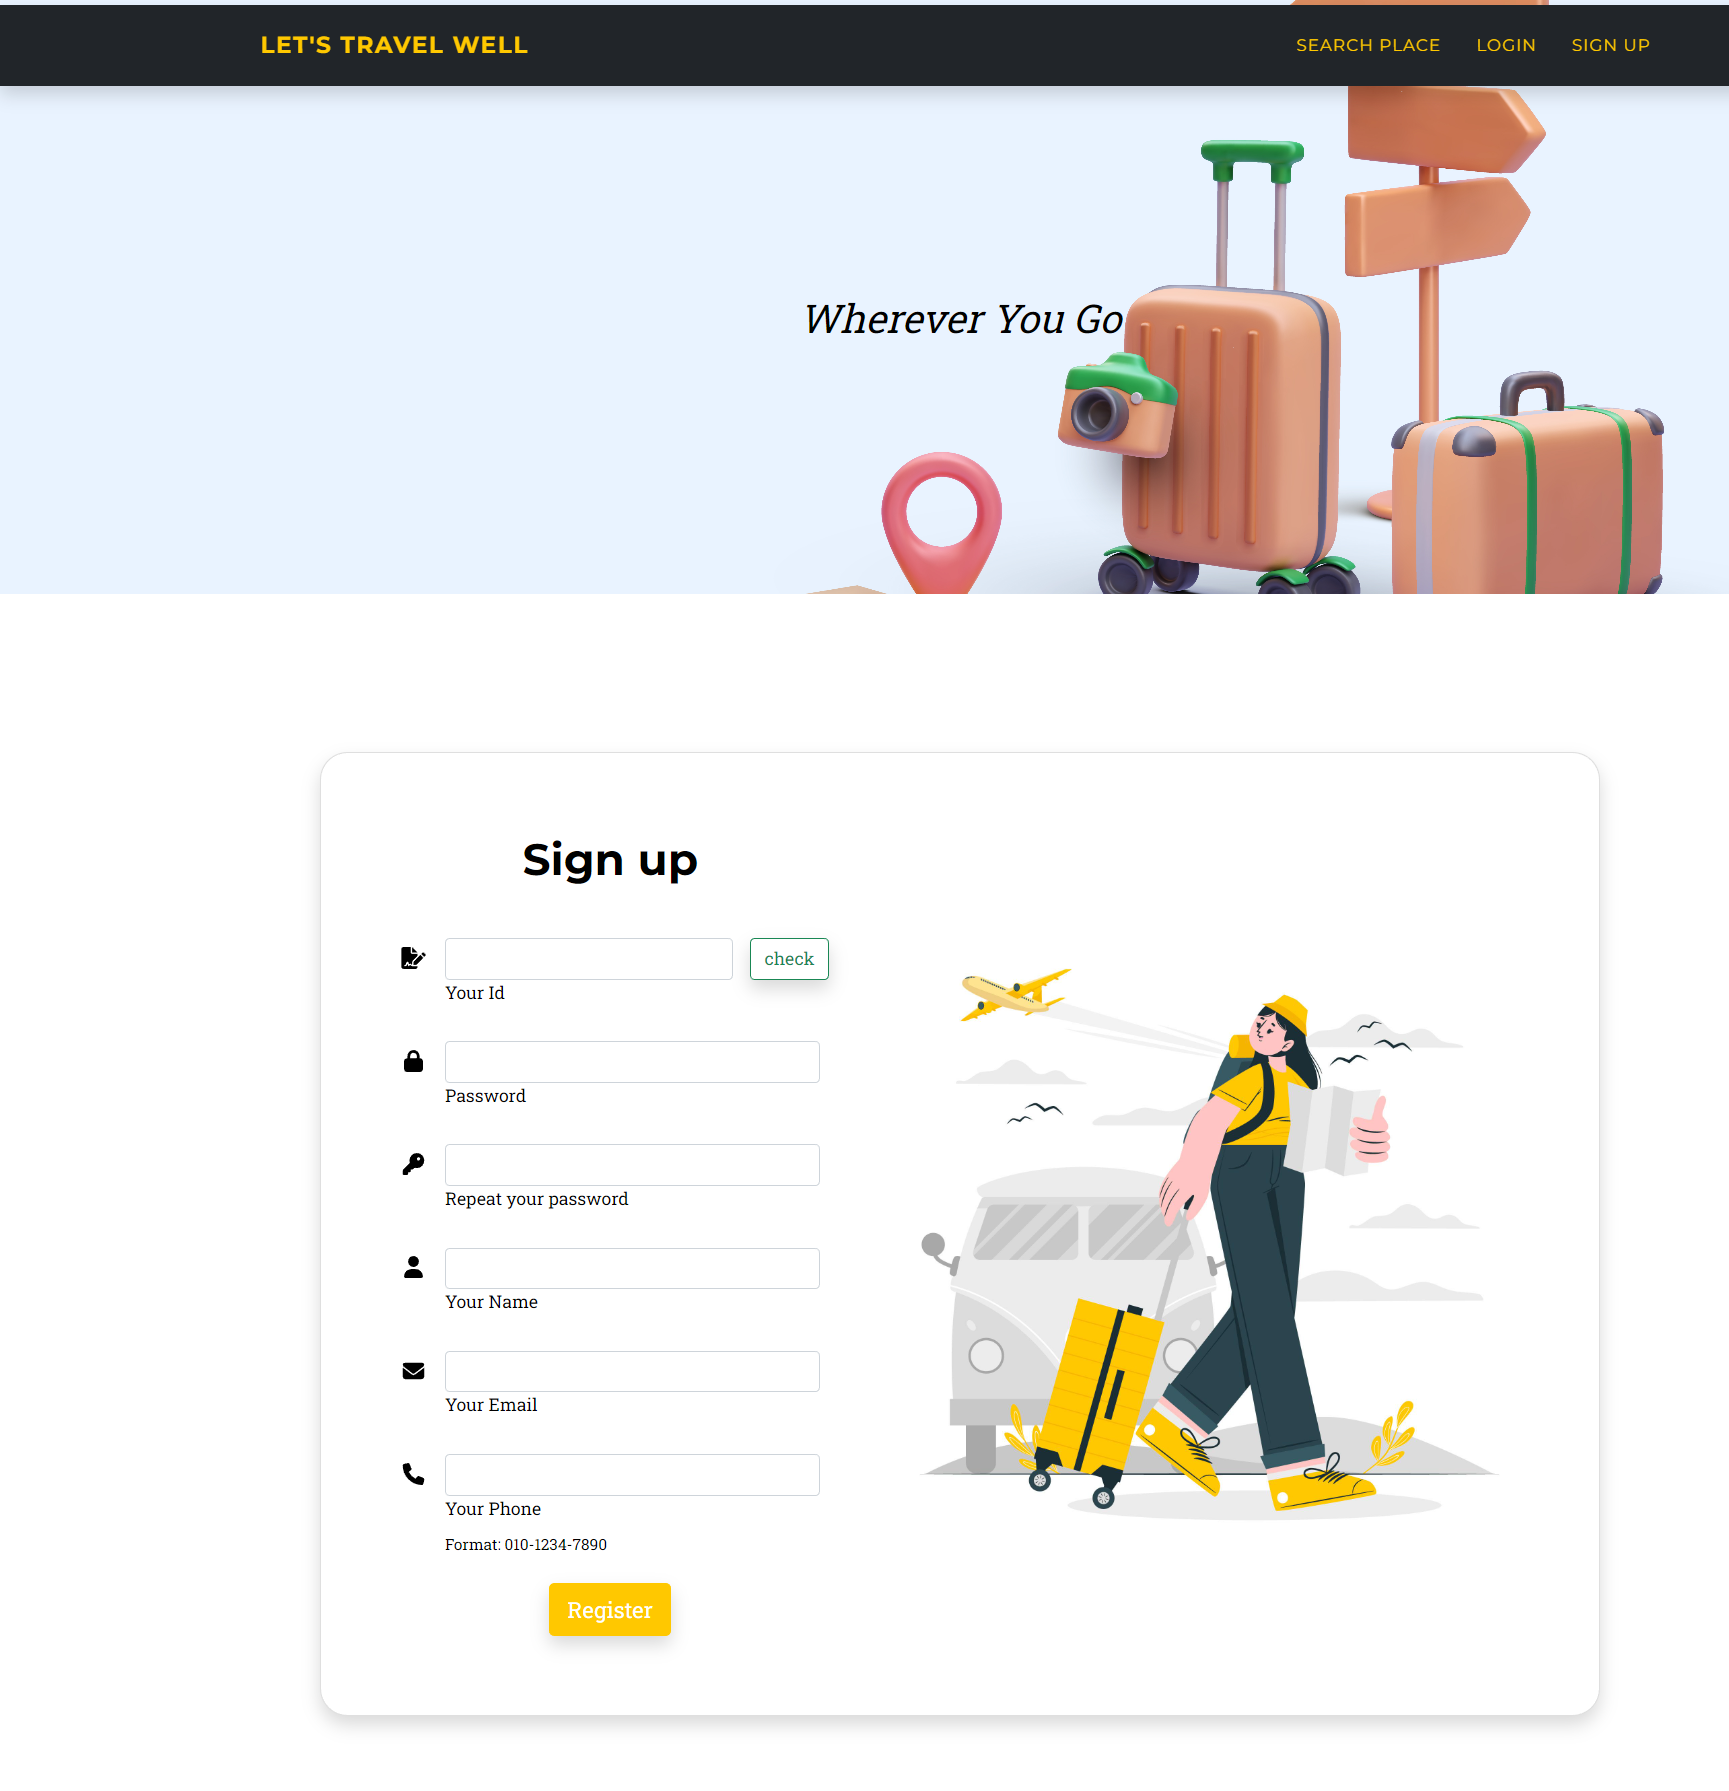 LET'S TRAVEL WELL
SEARCH PLACE
LOGIN
SIGN UP
Wherever You Go
Sign up
check
Your Id
Password
Repeat your password
Your Name
Your Email
Your Phone
Format: 010-1234-7890
Register